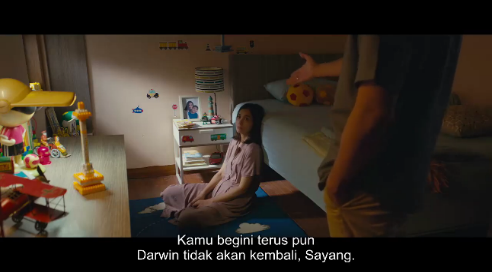 Kamu begini terus pun
Darwin tidak akan kembali, Sayang.